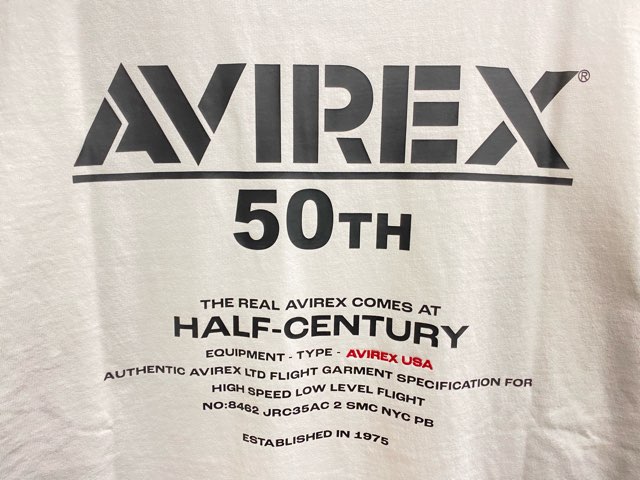 AVIREX®
50TH
THE REAL AVIREX COMES AT
HALF-CENTURY
EQUIPMENT - TYPE - AVIREX USA
AUTHENTIC AVIREX LTD FLIGHT GARMENT SPECIFICATION FOR
HIGH SPEED LOW LEVEL FLIGHT
NO:8462 JRC35AC 2 SMC NYC PB
ESTABLISHED IN 1975